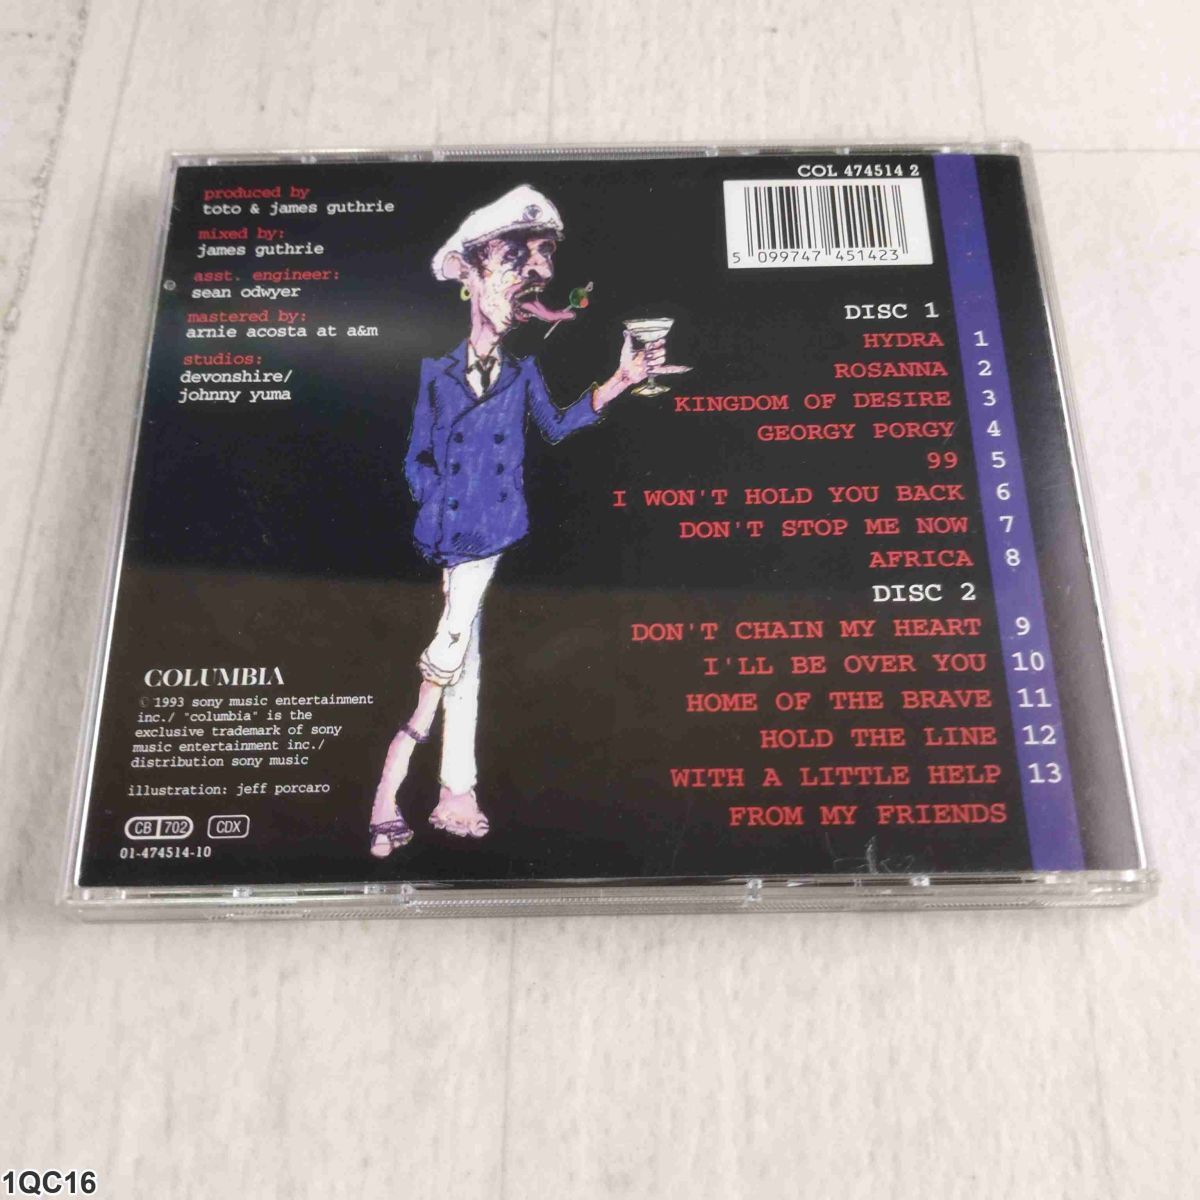 produced by
toto & james guthrie
mixed by:
james guthrie
asst. engineer:
sean odwyer
mastered by:
arnie acosta at a&m
studios:
devonshire/
johnny yuma
COLUMBIA
© 1993 sony music entertainment
inc./ "columbia" is the
exclusive trademark of sony
music entertainment inc./
distribution sony music
illustration: jeff porcaro
CB 702 CDX
01-474514-10
COL 474514 2
5 099747 451423
DISC 1
HYDRA 1
ROSANNA 2
KINGDOM OF DESIRE 3
GEORGY PORGY 4
99 5
I WON'T HOLD YOU BACK 6
DON'T STOP ME NOW 7
AFRICA 8
DISC 2
DON'T CHAIN MY HEART 9
I'LL BE OVER YOU 10
HOME OF THE BRAVE 11
HOLD THE LINE 12
WITH A LITTLE HELP 13
FROM MY FRIENDS
1QC16